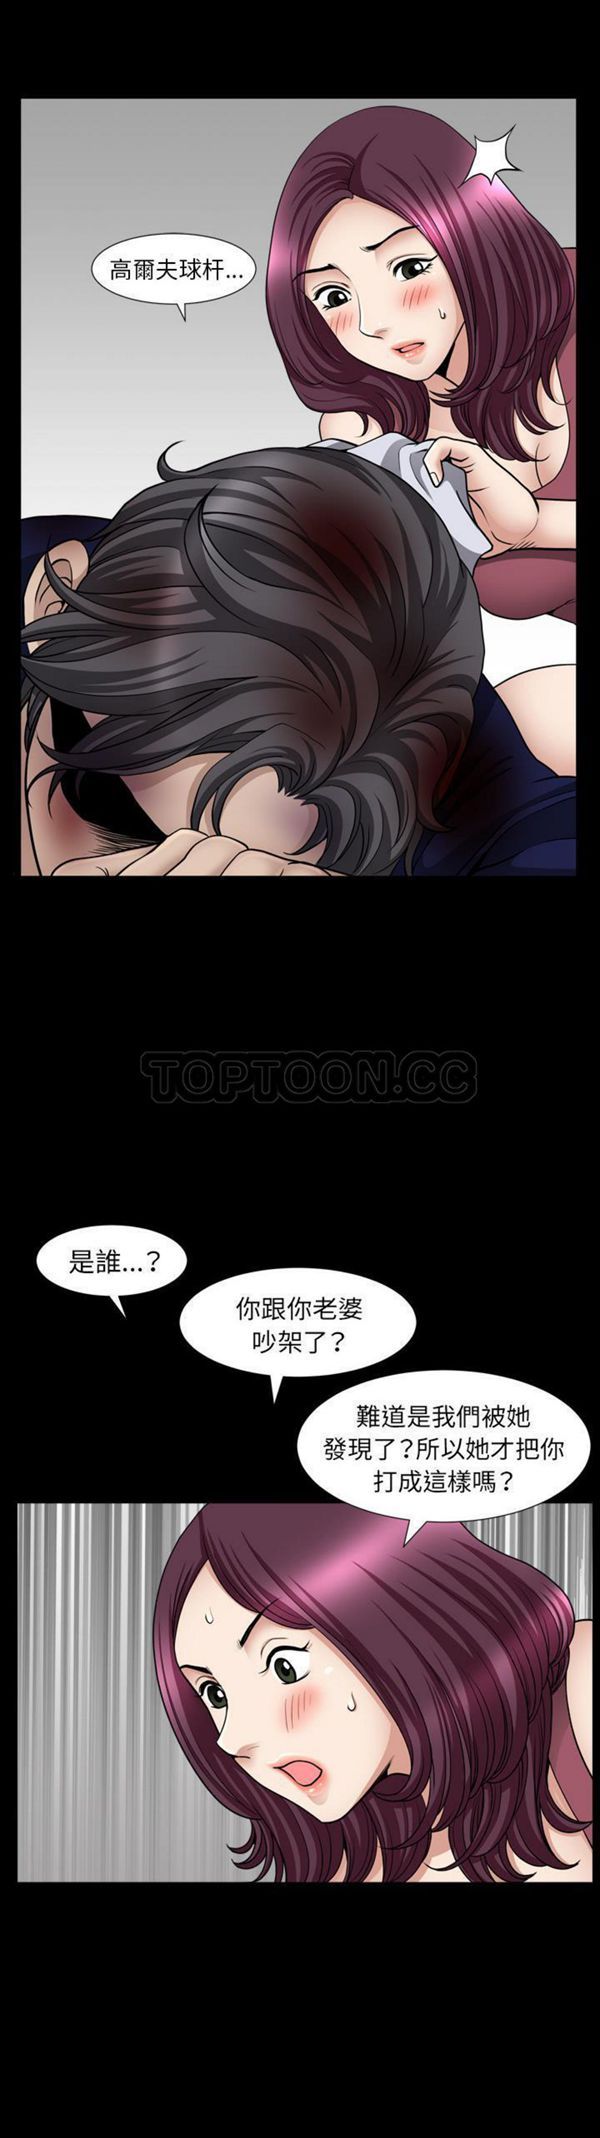 高爾夫球杆...
TOPTOON.CC
是誰...?
你跟你老婆
吵架了?
難道是我們被她
發現了?所以她才把你
打成這樣嗎?